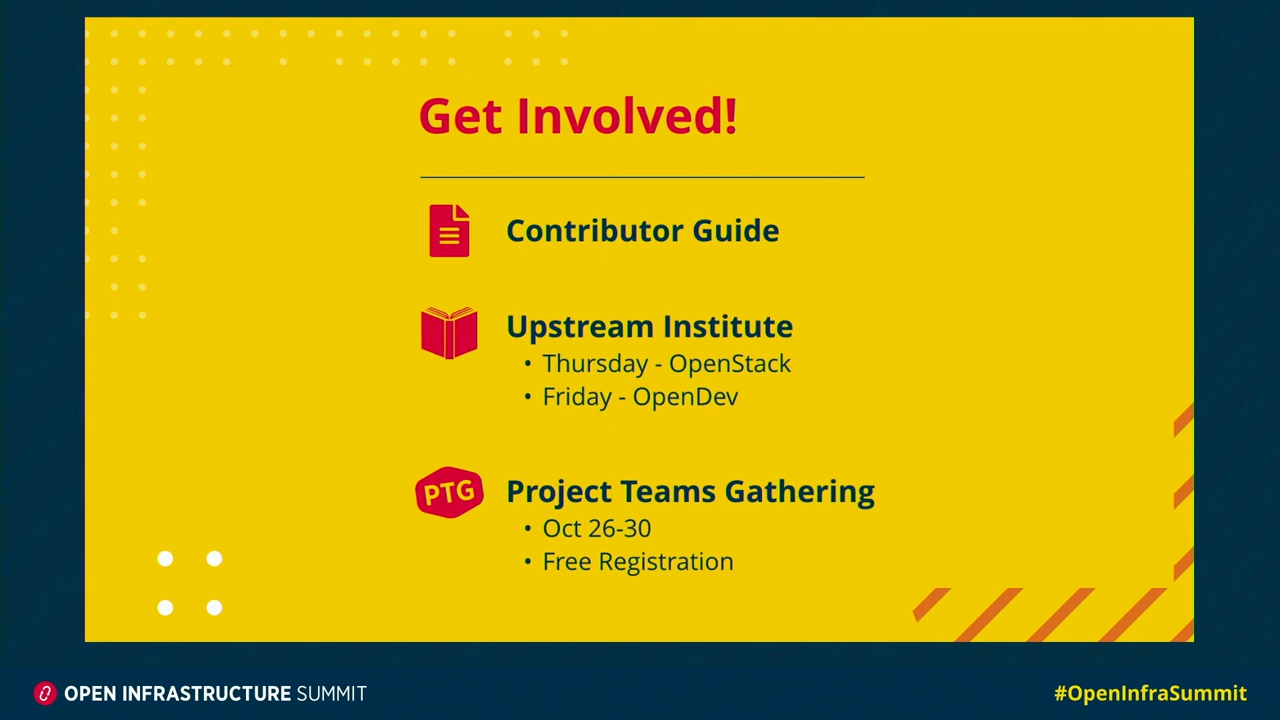 Get Involved!
Contributor Guide
Upstream Institute
• Thursday - OpenStack
• Friday - OpenDev
PTG
Project Teams Gathering
• Oct 26-30
• Free Registration
OPEN INFRASTRUCTURE SUMMIT
#OpenInfraSummit